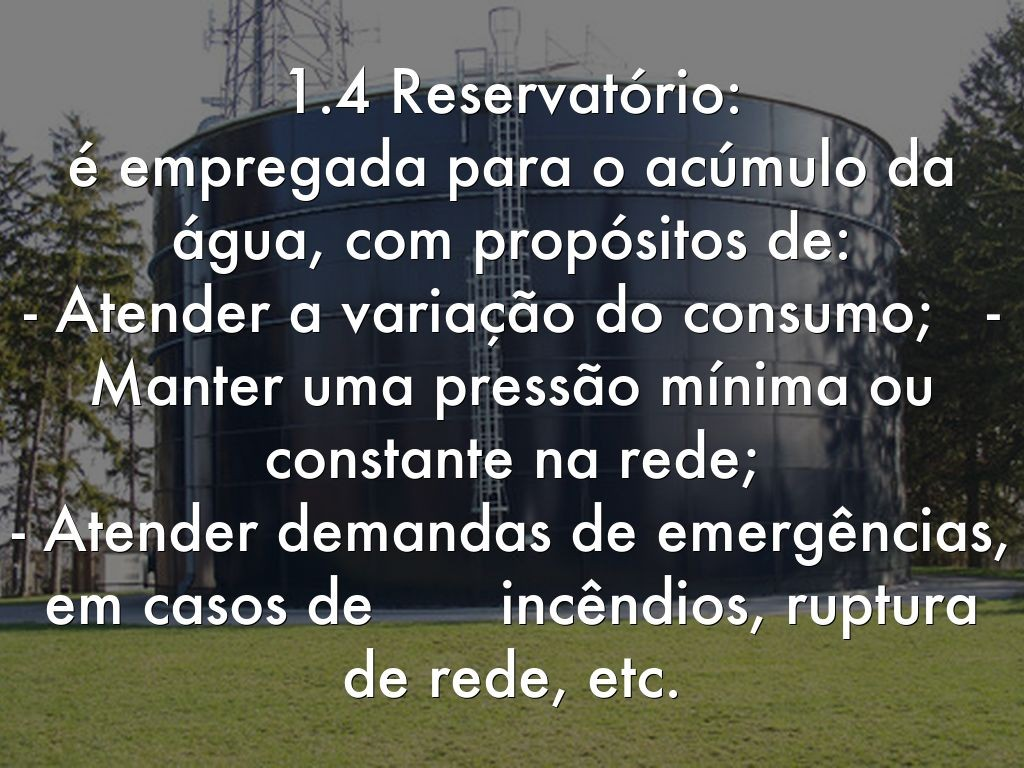 1.4 Reservatório:
é empregada para o acúmulo da
água, com propósitos de:
- Atender a variação do consumo;   -
Manter uma pressão mínima ou
constante na rede;
- Atender demandas de emergências,
em casos de        incêndios, ruptura
de rede, etc.